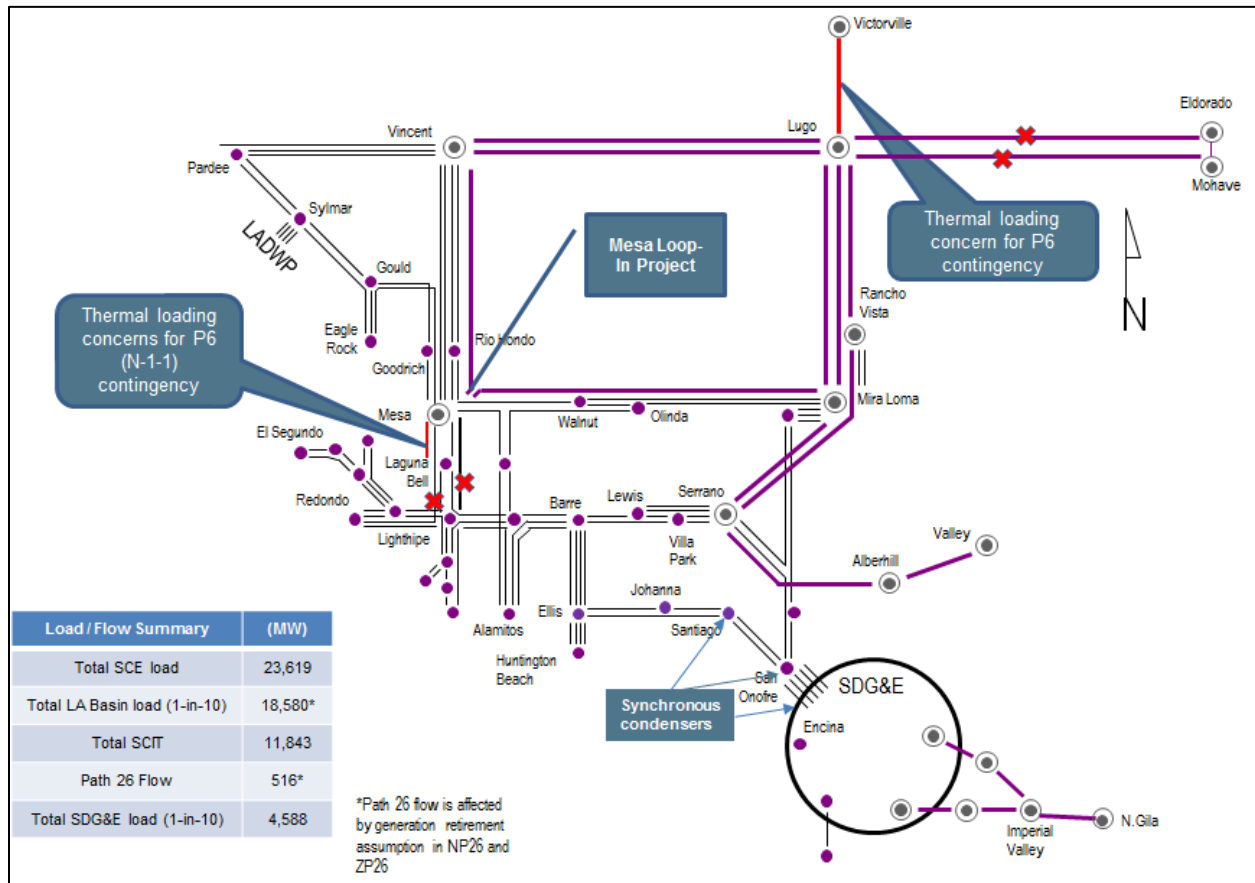 Victorville
Eldorado
Vincent
Lugo
Pardee
Mohave
Sylmar
LADWP
Mesa Loop-
In Project
Thermal loading
concern for P6
contingency
N
Gould
Rancho
Vista
Thermal loading
concerns for P6
(N-1-1)
contingency
Eagle
Rock
Rio Hondo
Goodrich
Mira Loma
Mesa
Walnut
Olinda
El Segundo
Laguna
Bell
Redondo
Lighthipe
Barre
Lewis
Serrano
Villa
Park
Valley
Alberhill
Ellis
Johanna
Santiago
Alamitos
Huntington
Beach
San
Onofre
SDG&E
Synchronous
condensers
Encina
Imperial
Valley
N.Gila
Load / Flow Summary (MW)
Total SCE load 23,619
Total LA Basin load (1-in-10) 18,580*
Total SCIT 11,843
Path 26 Flow 516*
Total SDG&E load (1-in-10) 4,588
*Path 26 flow is affected
by generation retirement
assumption in NP26 and
ZP26